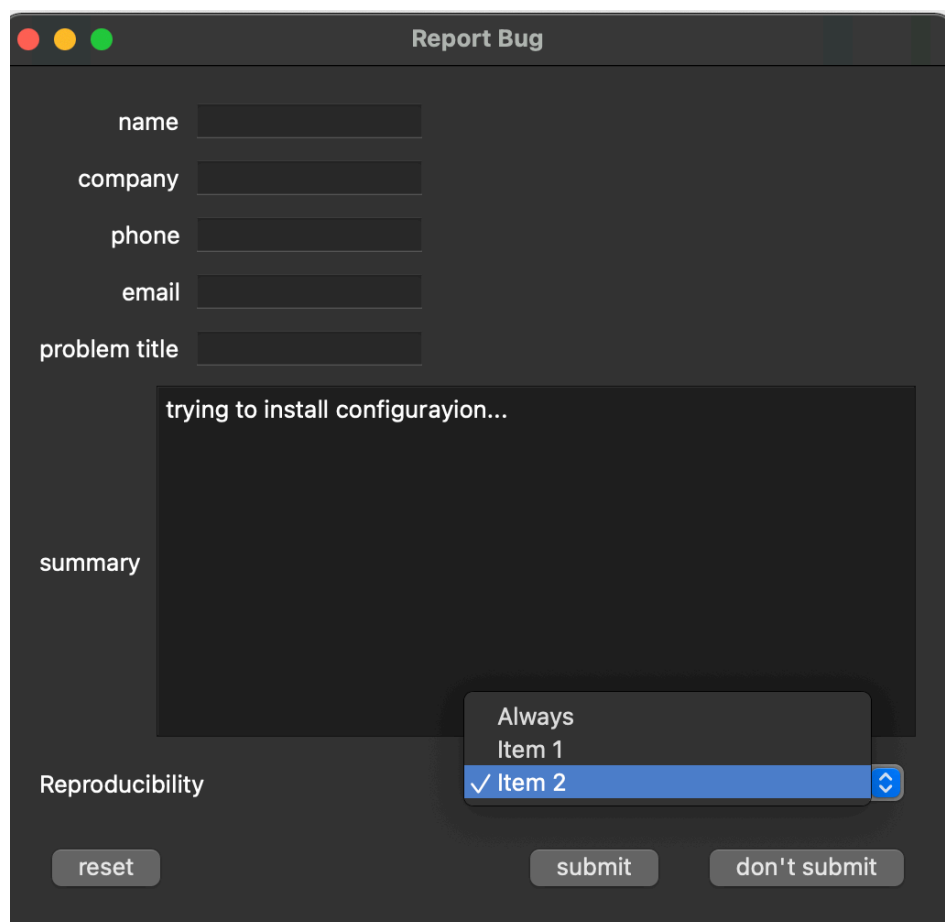 Report Bug
name
company
phone
email
problem title
trying to install configurayion...
summary
Always
Item 1
Reproducibility
✓ Item 2
reset
submit
don't submit